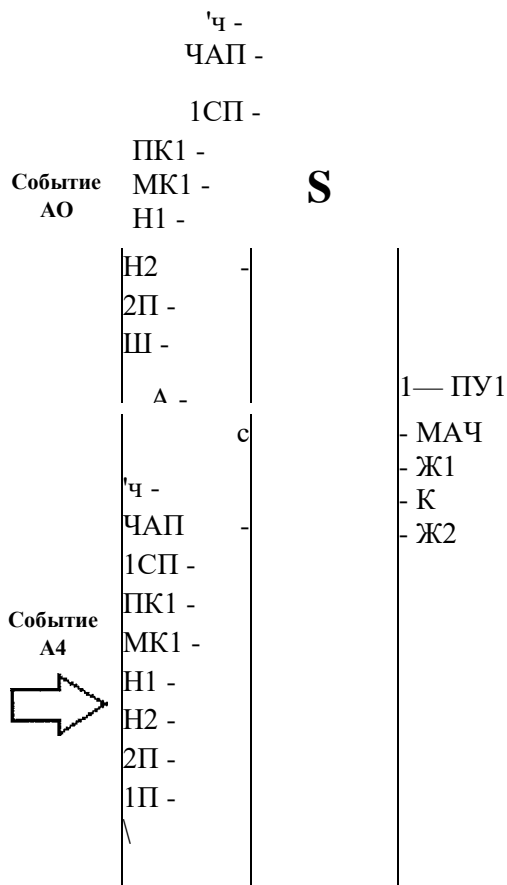 'ч -
ЧАП -
1СП -
ПК1 -
МК1 -
Н1 -
Событие
АО
S
Н2 -
2П -
Ш -
А -
1— ПУ1
с
- МАЧ
- Ж1
- К
- Ж2
'ч -
ЧАП -
1СП -
ПК1 -
МК1 -
Н1 -
Н2 -
2П -
1П -
\
Событие
А4